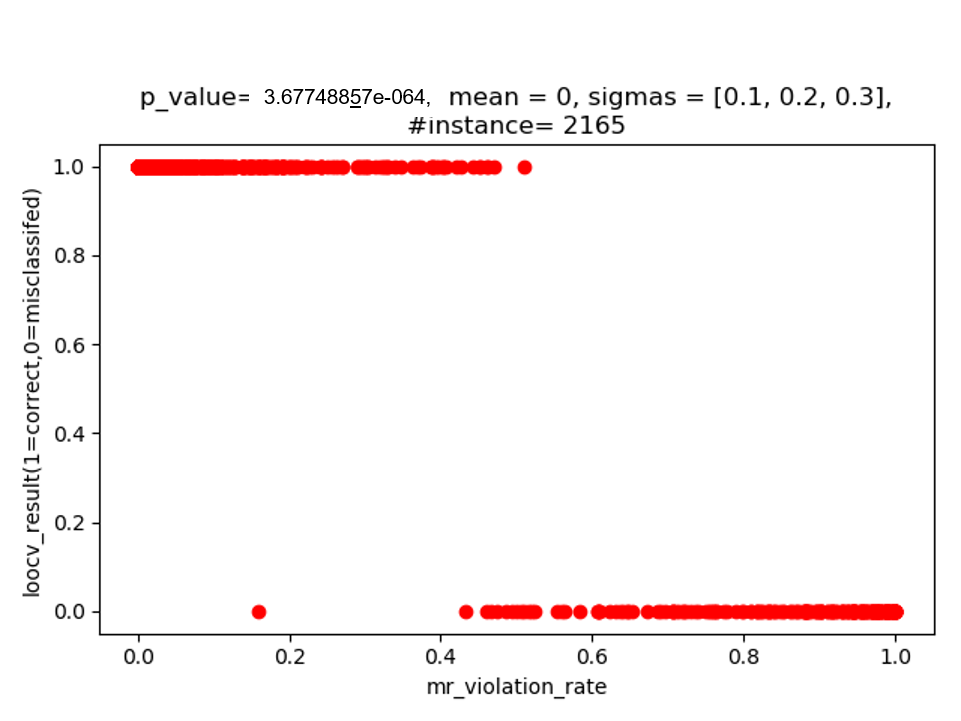 p_value= 3.67748857e-064, mean = 0, sigmas = [0.1, 0.2, 0.3],
#instance= 2165
loocv_result(1=correct,0=misclassifed)
1.0
0.8
0.6
0.4
0.2
0.0
0.0 0.2 0.4 0.6 0.8 1.0
mr_violation_rate